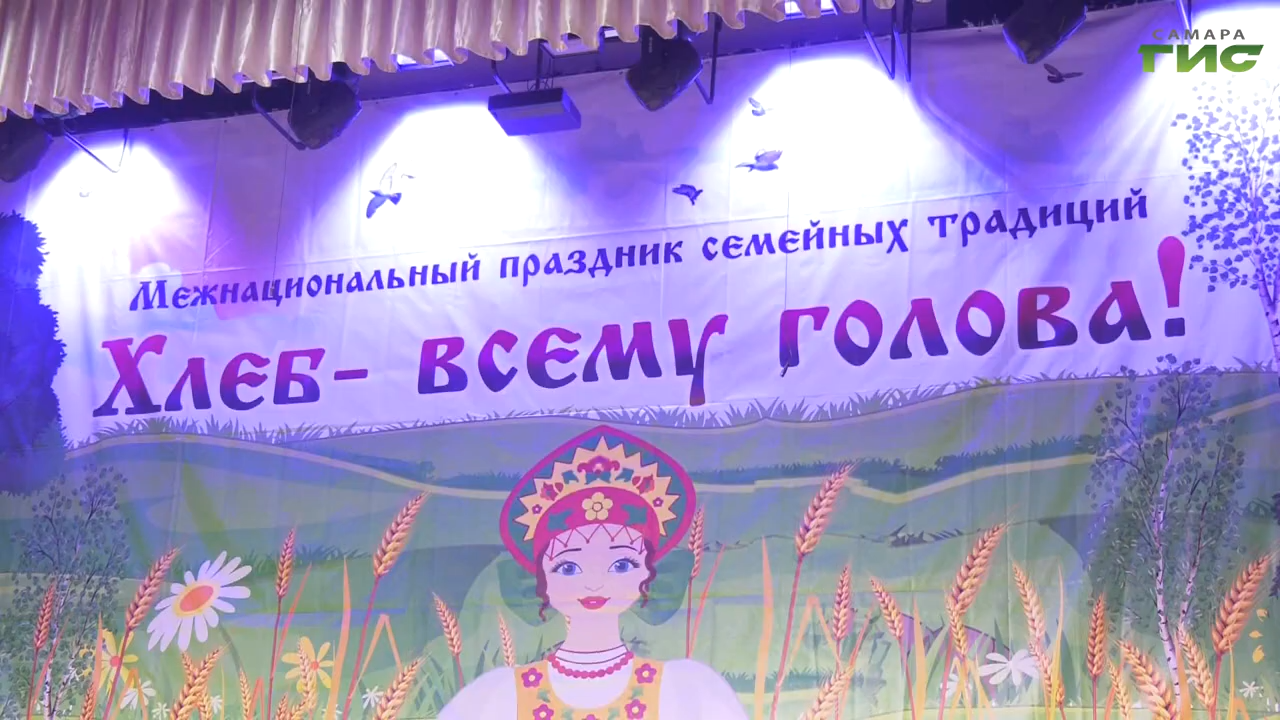 САМАРА
ГИС
Межнациональный праздник семейных традиций
Хлеб- всему голова!